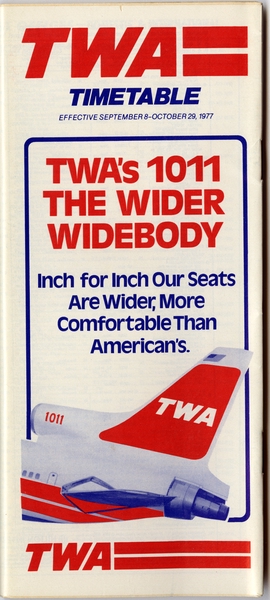 TWA
TIMETABLE
EFFECTIVE SEPTEMBER 8-OCTOBER 29, 1977
TWA's 1011
THE WIDER
WIDEBODY
Inch for Inch Our Seats
Are Wider, More
Comfortable Than
American's.
1011
TWA
TWA